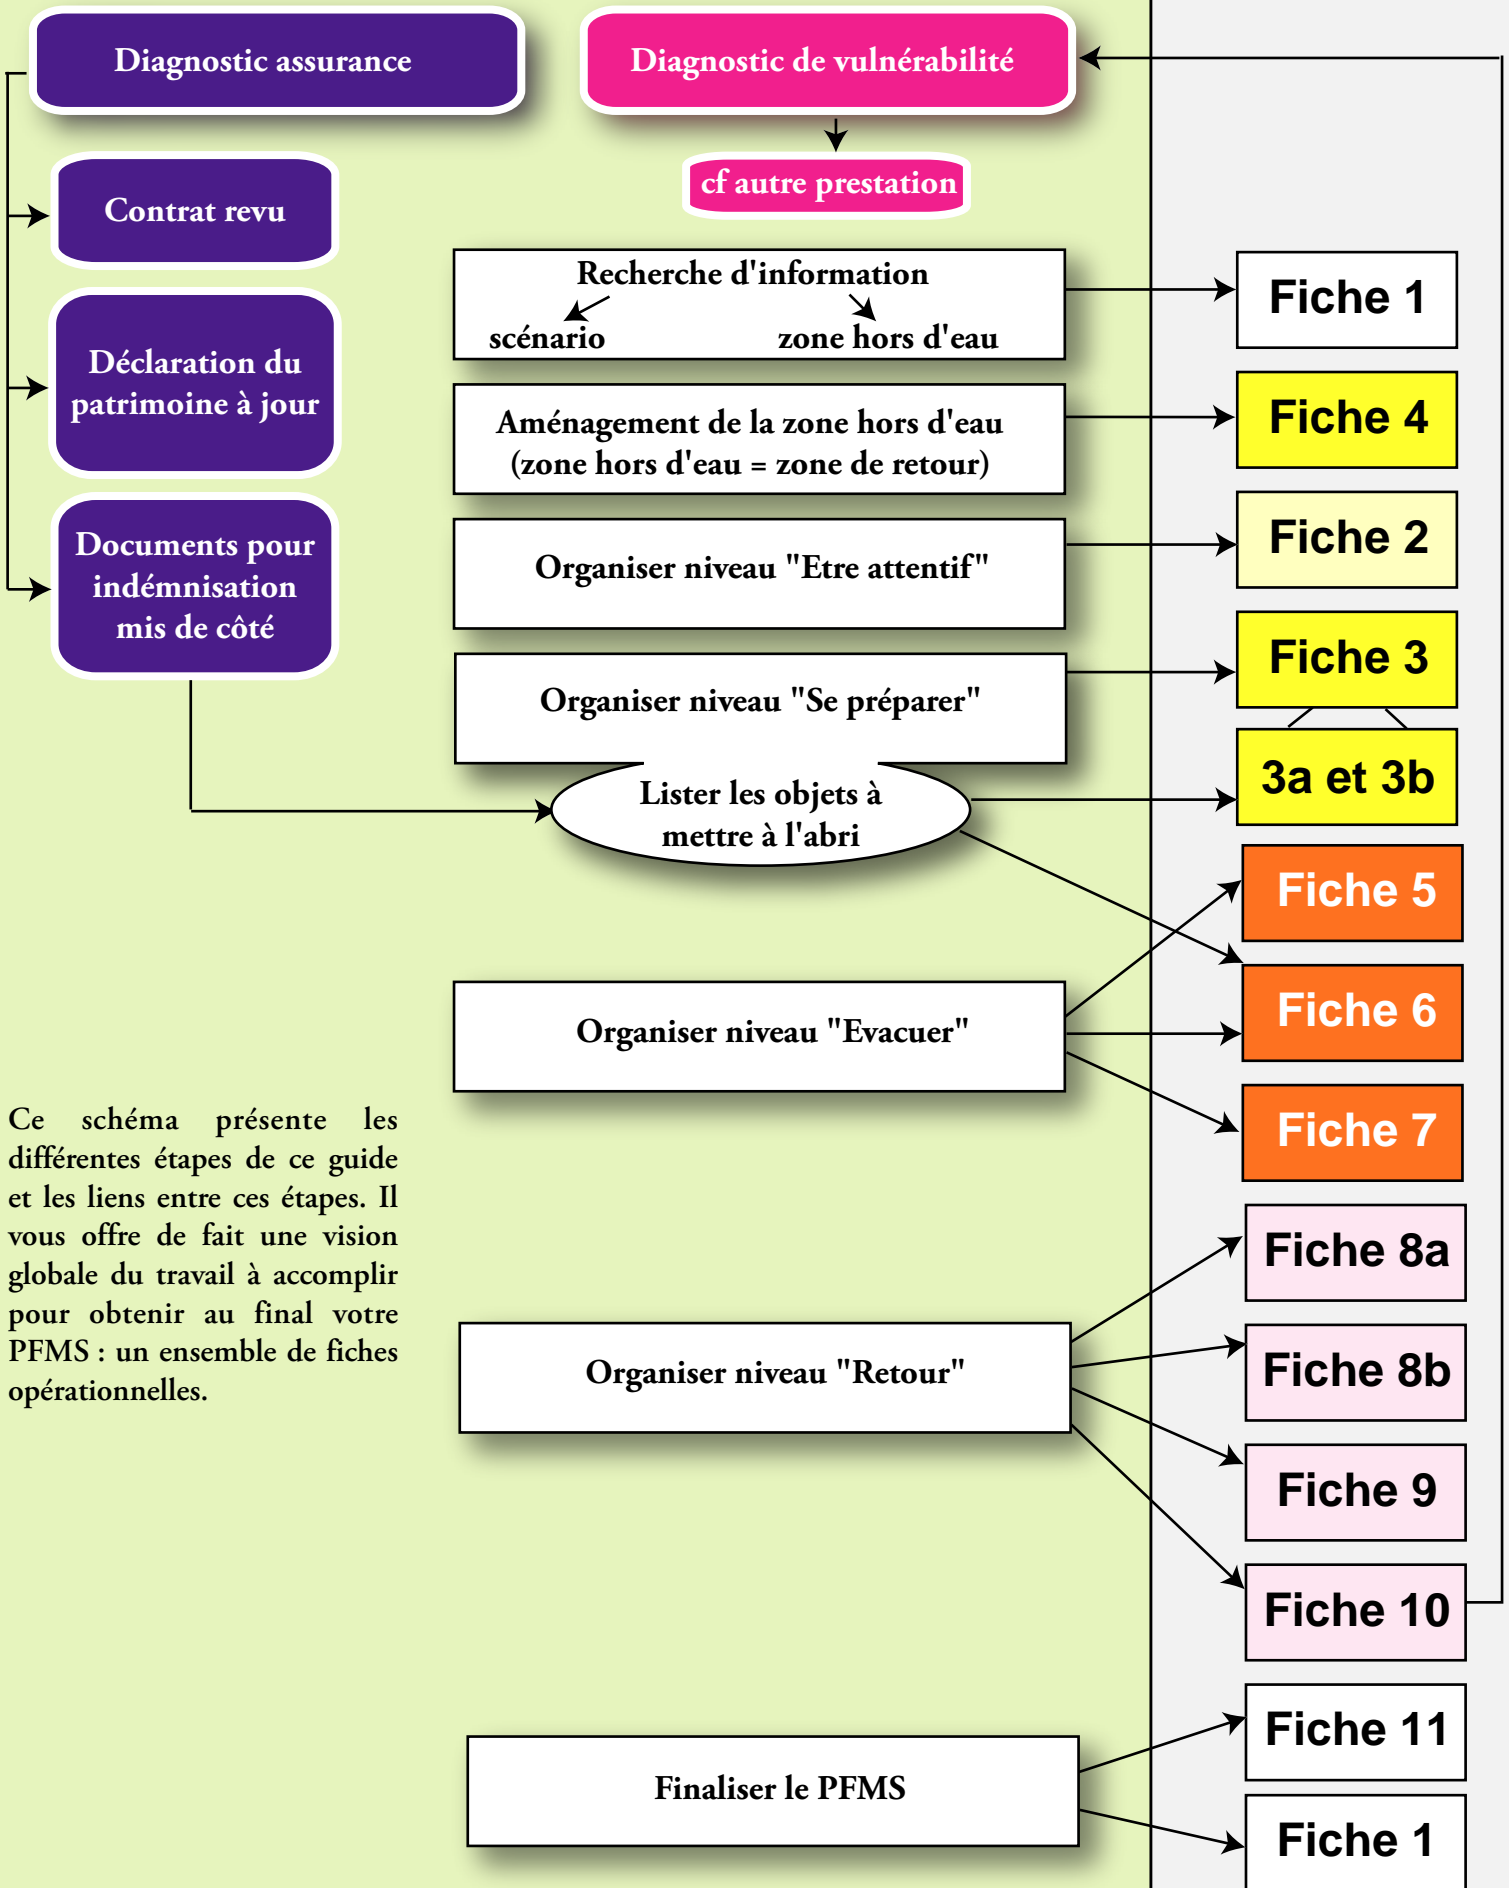 Diagnostic assurance
Diagnostic de vulnérabilité
cf autre prestation
Contrat revu
Déclaration du
patrimoine à jour
Documents pour
indémnisation
mis de côté
Recherche d'information
scénario
zone hors d'eau
Fiche 1
Aménagement de la zone hors d'eau
(zone hors d'eau = zone de retour)
Fiche 4
Organiser niveau "Etre attentif"
Fiche 2
Organiser niveau "Se préparer"
Fiche 3
Lister les objets à
mettre à l'abri
3a et 3b
Fiche 5
Organiser niveau "Evacuer"
Fiche 6
Fiche 7
Ce schéma présente les
différentes étapes de ce guide
et les liens entre ces étapes. Il
vous offre de fait une vision
globale du travail à accomplir
pour obtenir au final votre
PFMS : un ensemble de fiches
opérationnelles.
Organiser niveau "Retour"
Fiche 8a
Fiche 8b
Fiche 9
Fiche 10
Finaliser le PFMS
Fiche 11
Fiche 1